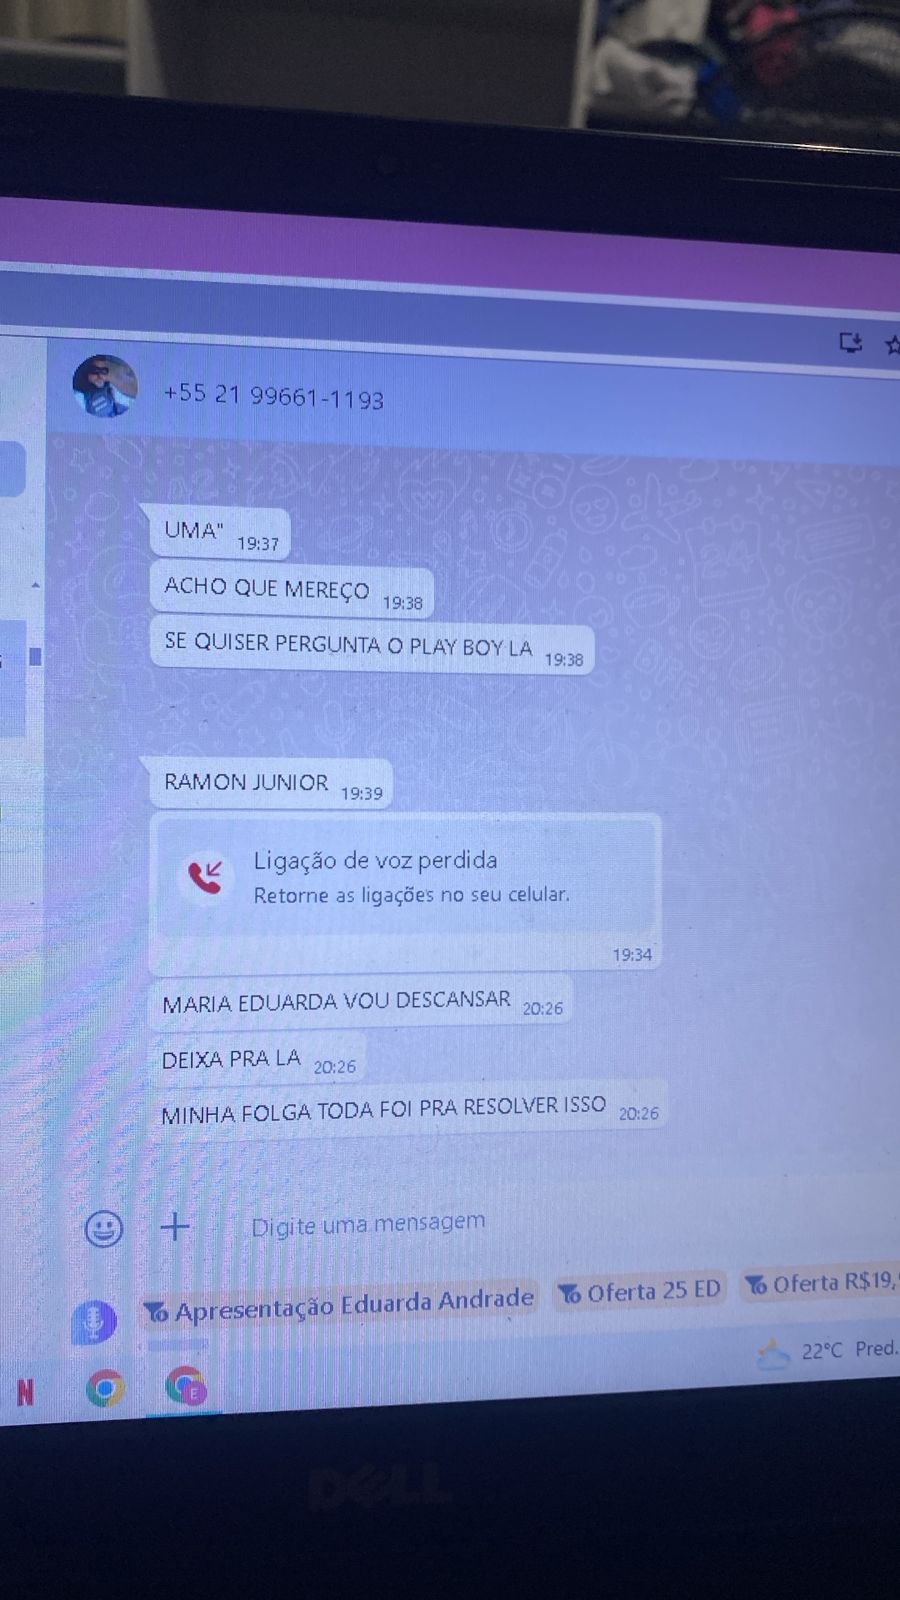 +55 21 99661-1193
UMA" 19:37
ACHO QUE MEREÇO 19:38
SE QUISER PERGUNTA O PLAY BOY LA 19:38
RAMON JUNIOR 19:39
Ligação de voz perdida
Retorne as ligações no seu celular.
19:34
MARIA EDUARDA VOU DESCANSAR 20:26
DEIXA PRA LA 20:26
MINHA FOLGA TODA FOI PRA RESOLVER ISSO 20:26
Digite uma mensagem
Apresentação Eduarda Andrade Oferta 25 ED Oferta R$19,
22°C Pred.
N E
DELL